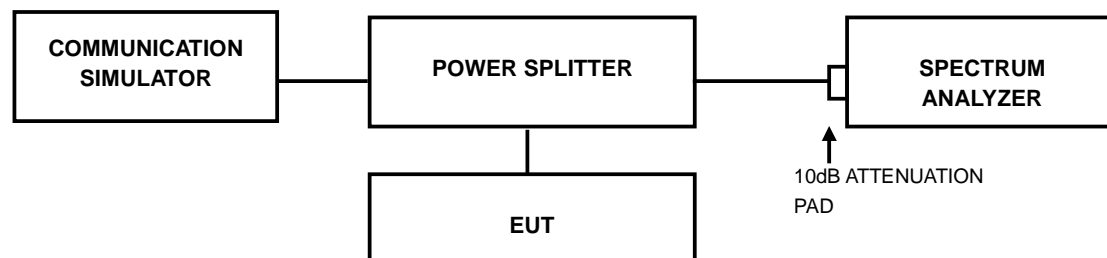 COMMUNICATION
SIMULATOR
POWER SPLITTER
SPECTRUM
ANALYZER
10dB ATTENUATION
PAD
EUT